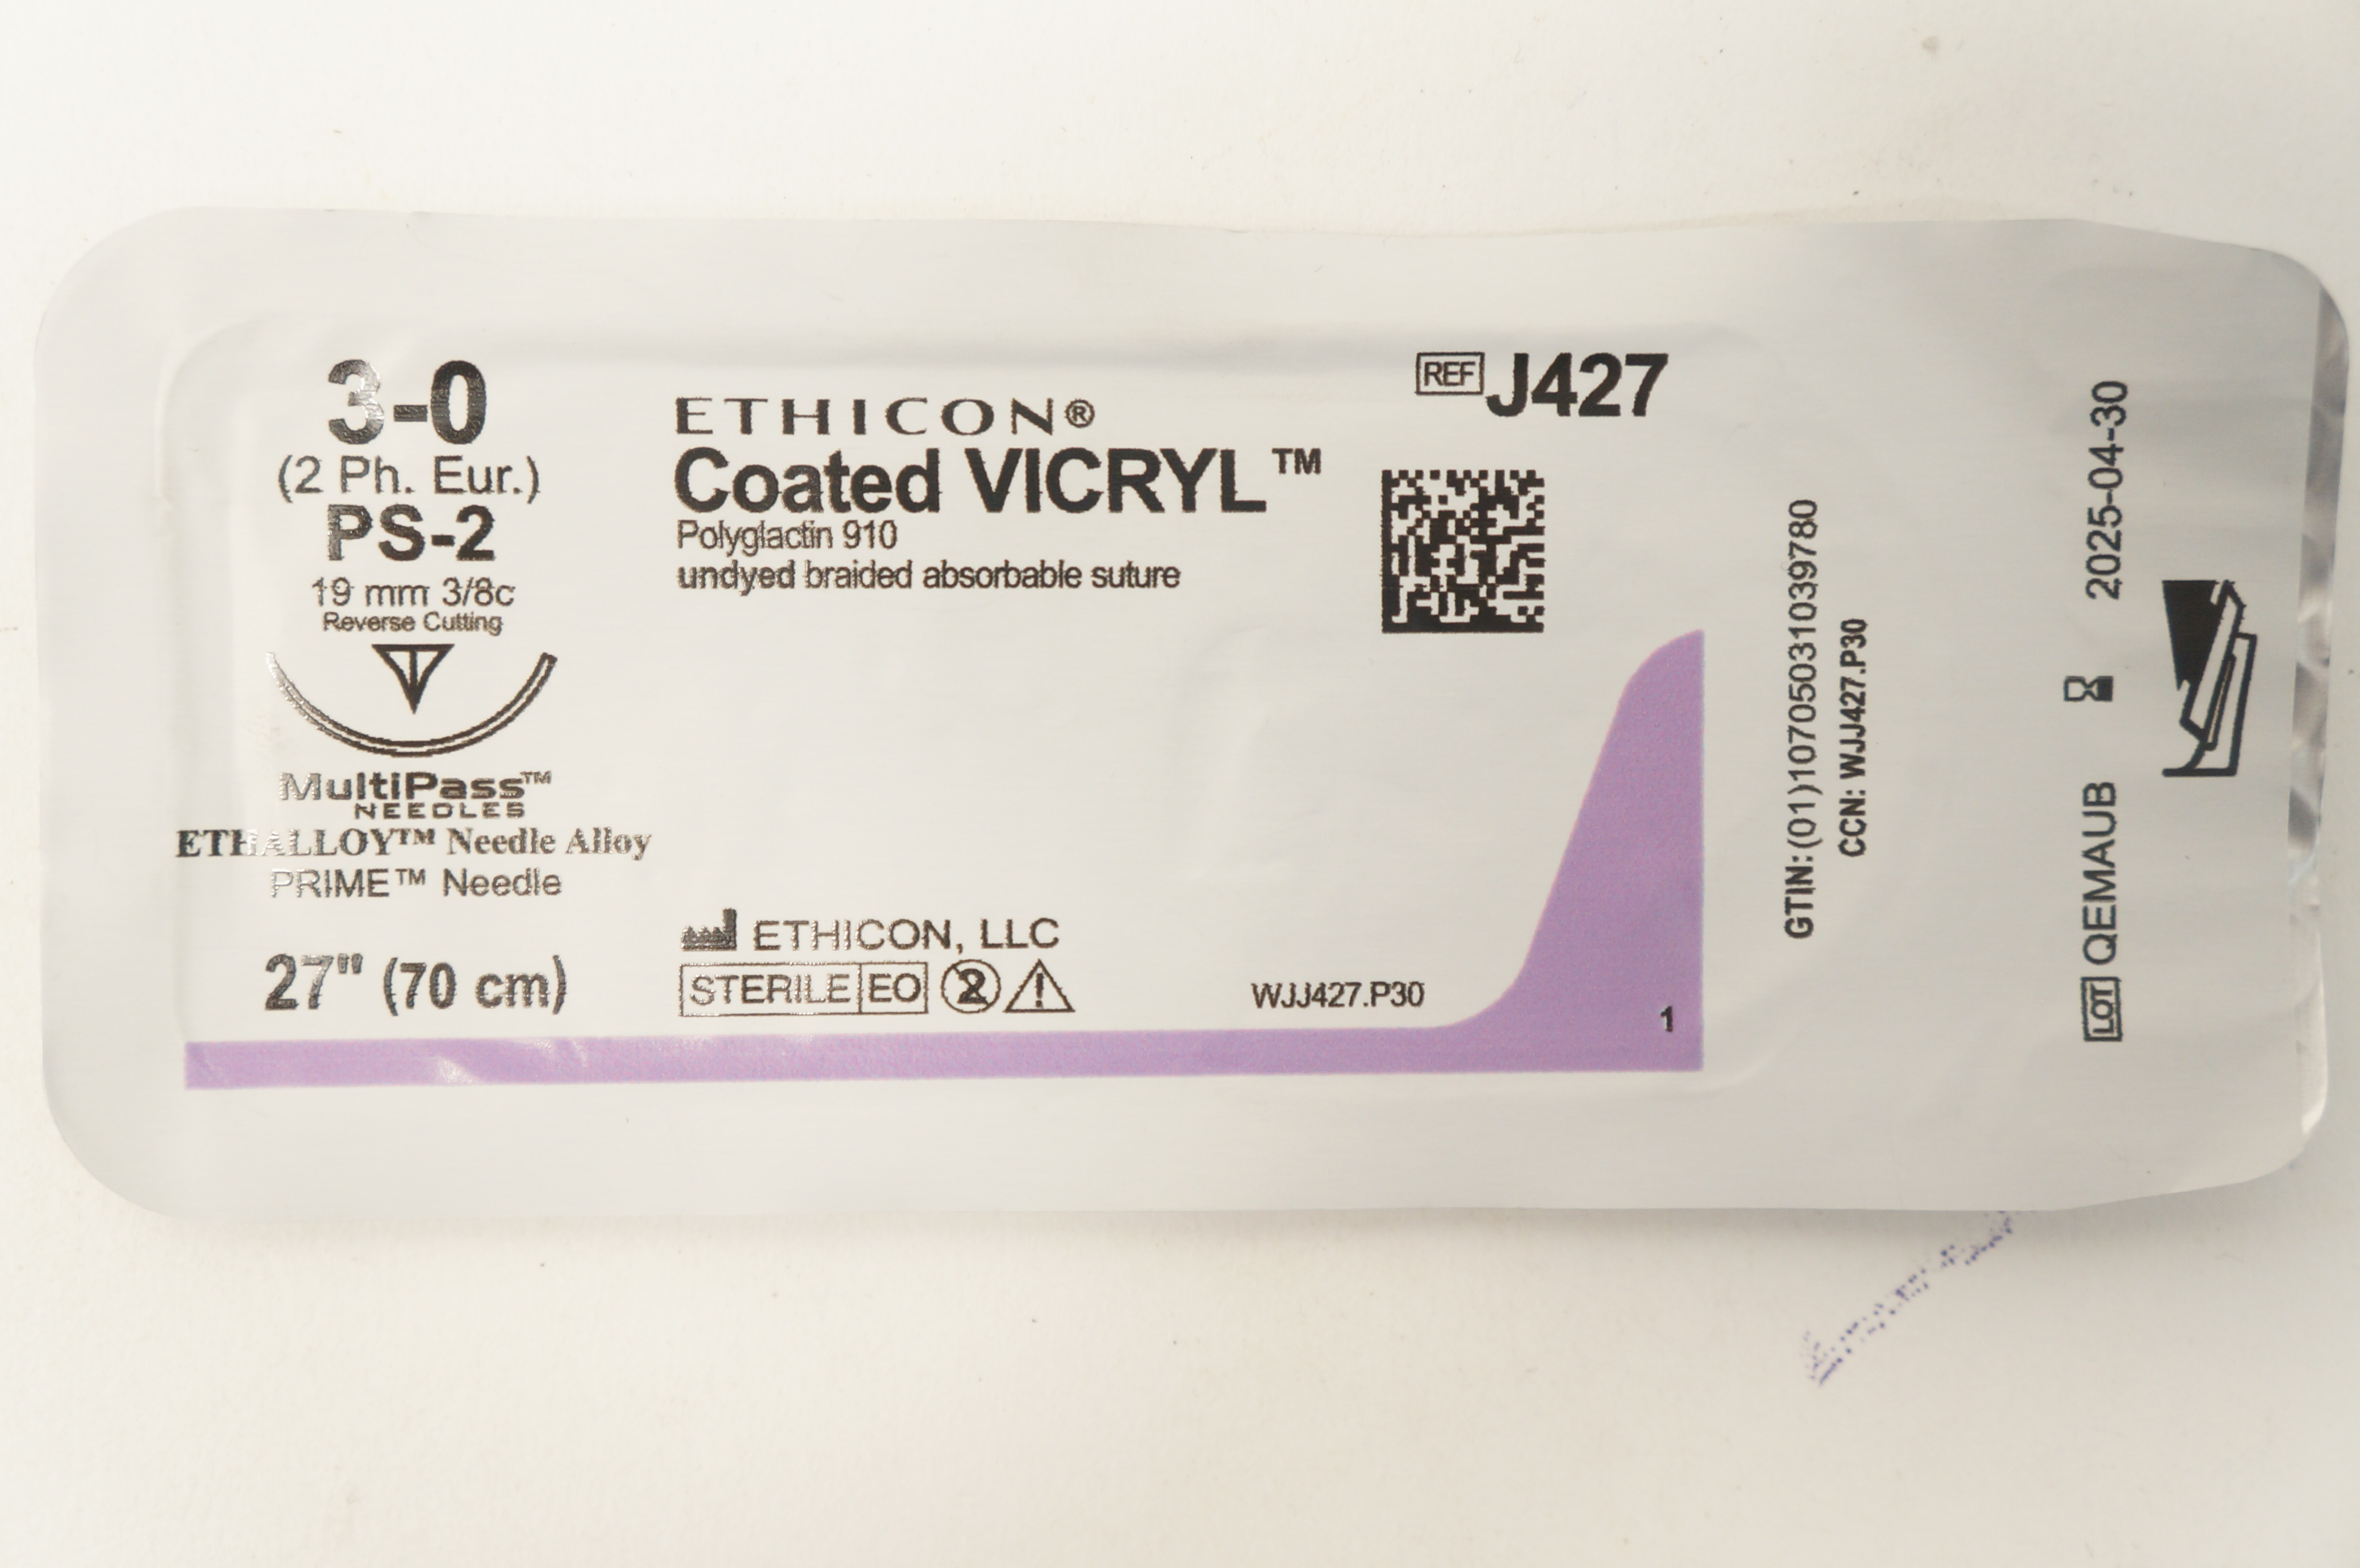 3-0
(2 Ph. Eur.)
PS-2
19 mm 3/8c
Reverse Cutting
MultiPass™
NEEDLES
ETHALLOY™ Needle Alloy
PRIME™ Needle
27" (70 cm)
ETHICON®
Coated VICRYL™
Polyglactin 910
undyed braided absorbable suture
REF J427
ETHICON, LLC
STERILE EO 2
WJJ427.P30
1
GTIN:(01)10705031039780
CCN: WJJ427.P30
LOT QEMAUB 2025-04-30